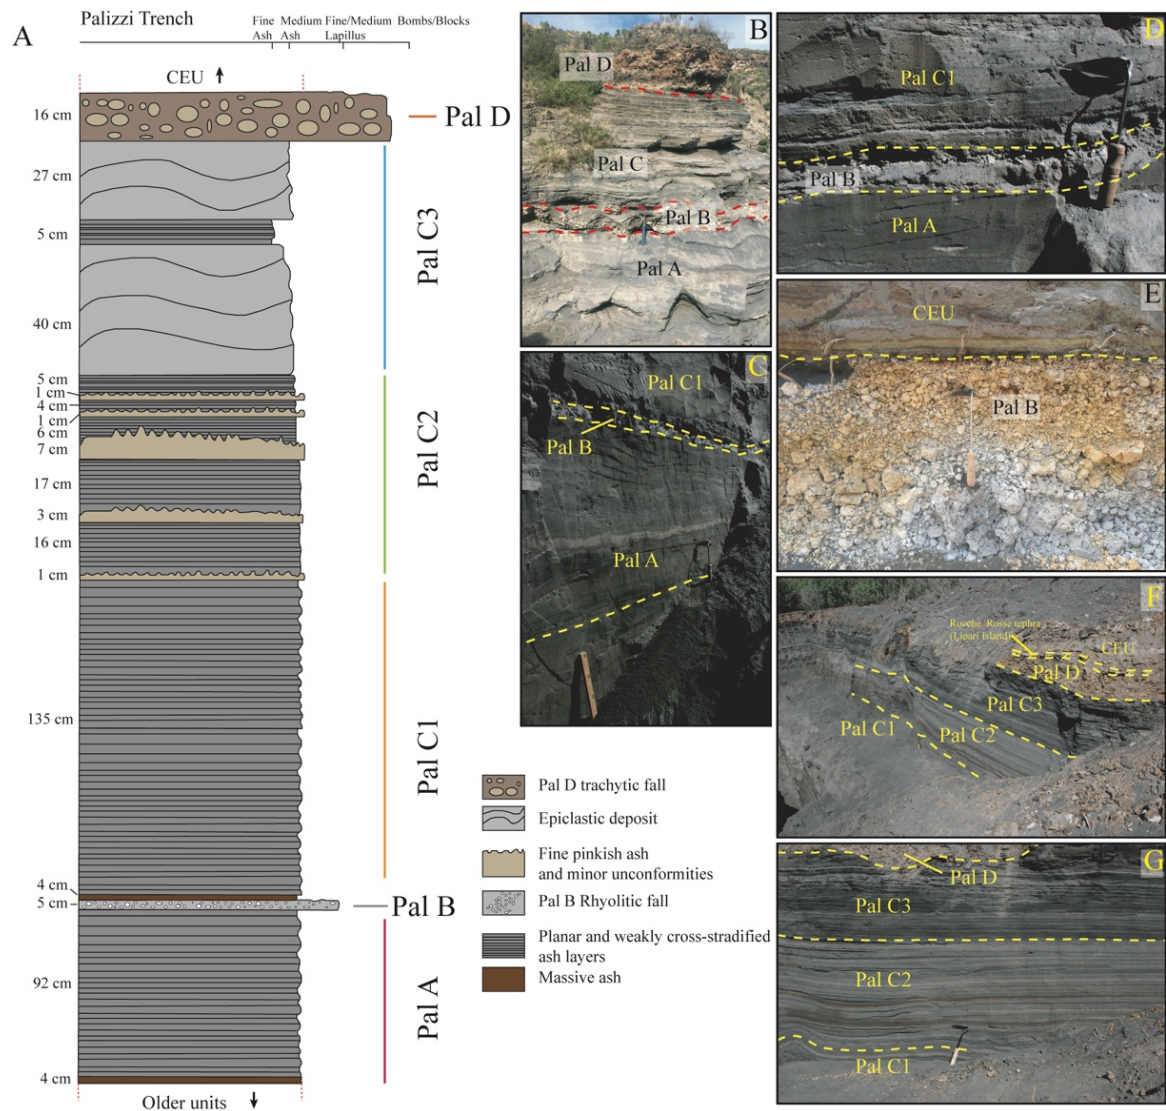 A
Palizzi Trench
Fine Ash
Medium Ash
Fine/Medium Lapillus
Bombs/Blocks
CEU
16 cm
Pal D
27 cm
5 cm
40 cm
Pal C3
5 cm
1 cm
4 cm
1 cm
6 cm
7 cm
17 cm
3 cm
16 cm
1 cm
Pal C2
135 cm
Pal C1
4 cm
5 cm
Pal B
92 cm
4 cm
Pal A
Older units
Pal D trachytic fall
Epiclastic deposit
Fine pinkish ash
and minor unconformities
Pal B Rhyolitic fall
Planar and weakly cross-stradified
ash layers
Massive ash
B
Pal D
Pal C
Pal B
Pal A
C
Pal C1
Pal B
Pal A
D
Pal C1
Pal B
Pal A
E
CEU
Pal B
F
Rocche Rosse tephra
(Lipari Island)
CEU
Pal D
Pal C3
Pal C2
Pal C1
G
Pal D
Pal C3
Pal C2
Pal C1